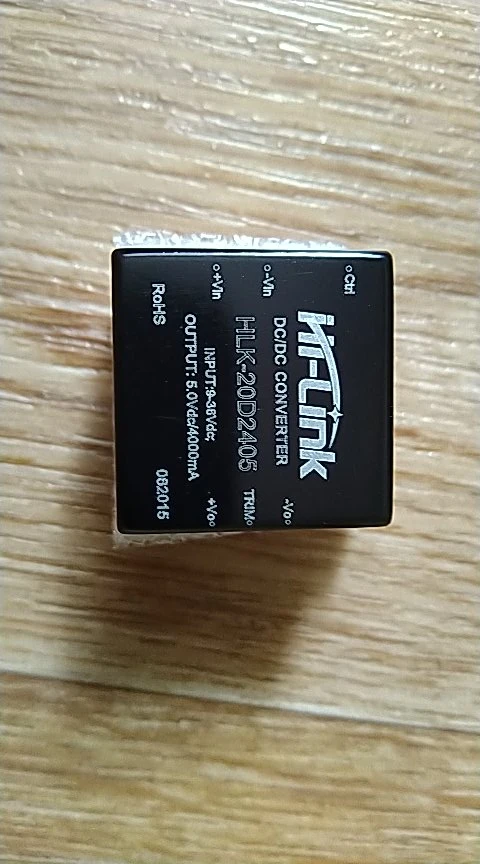 ○Ctrl
Hi-Link
DC/DC CONVERTER
○-Vin
-Vo○
HLK-20D2405
TRIM○
INPUT:9-36Vdc;
○+Vin
+Vo○
OUTPUT: 5.0Vdc/4000mA
RoHS
082015